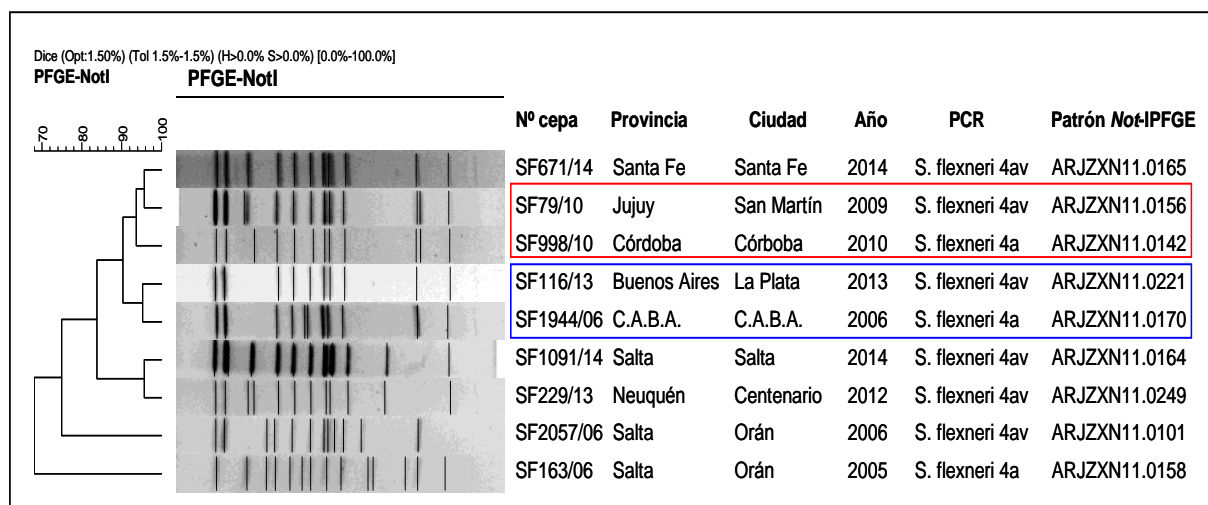 Dice (Opt:1.50%) (Tol 1.5%-1.5%) (H>0.0% S>0.0%) [0.0%-100.0%]
PFGE-NotI PFGE-NotI
70 80 90 100
Nº cepa Provincia Ciudad Año PCR Patrón Not-IPFGE
SF671/14 Santa Fe Santa Fe 2014 S. flexneri 4av ARJZXN11.0165
SF79/10 Jujuy San Martín 2009 S. flexneri 4av ARJZXN11.0156
SF998/10 Córdoba Córboba 2010 S. flexneri 4a ARJZXN11.0142
SF116/13 Buenos Aires La Plata 2013 S. flexneri 4av ARJZXN11.0221
SF1944/06 C.A.B.A. C.A.B.A. 2006 S. flexneri 4a ARJZXN11.0170
SF1091/14 Salta Salta 2014 S. flexneri 4av ARJZXN11.0164
SF229/13 Neuquén Centenario 2012 S. flexneri 4av ARJZXN11.0249
SF2057/06 Salta Orán 2006 S. flexneri 4av ARJZXN11.0101
SF163/06 Salta Orán 2005 S. flexneri 4a ARJZXN11.0158